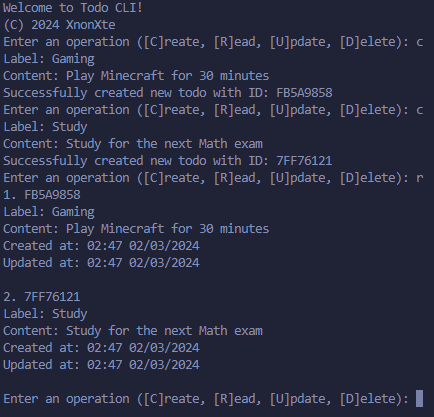 Welcome to Todo CLI!
(C) 2024 XnonXte
Enter an operation ([C]reate, [R]ead, [U]pdate, [D]elete): c
Label: Gaming
Content: Play Minecraft for 30 minutes
Successfully created new todo with ID: FB5A9858
Enter an operation ([C]reate, [R]ead, [U]pdate, [D]elete): c
Label: Study
Content: Study for the next Math exam
Successfully created new todo with ID: 7FF76121
Enter an operation ([C]reate, [R]ead, [U]pdate, [D]elete): r
1. FB5A9858
Label: Gaming
Content: Play Minecraft for 30 minutes
Created at: 02:47 02/03/2024
Updated at: 02:47 02/03/2024
2. 7FF76121
Label: Study
Content: Study for the next Math exam
Created at: 02:47 02/03/2024
Updated at: 02:47 02/03/2024
Enter an operation ([C]reate, [R]ead, [U]pdate, [D]elete):